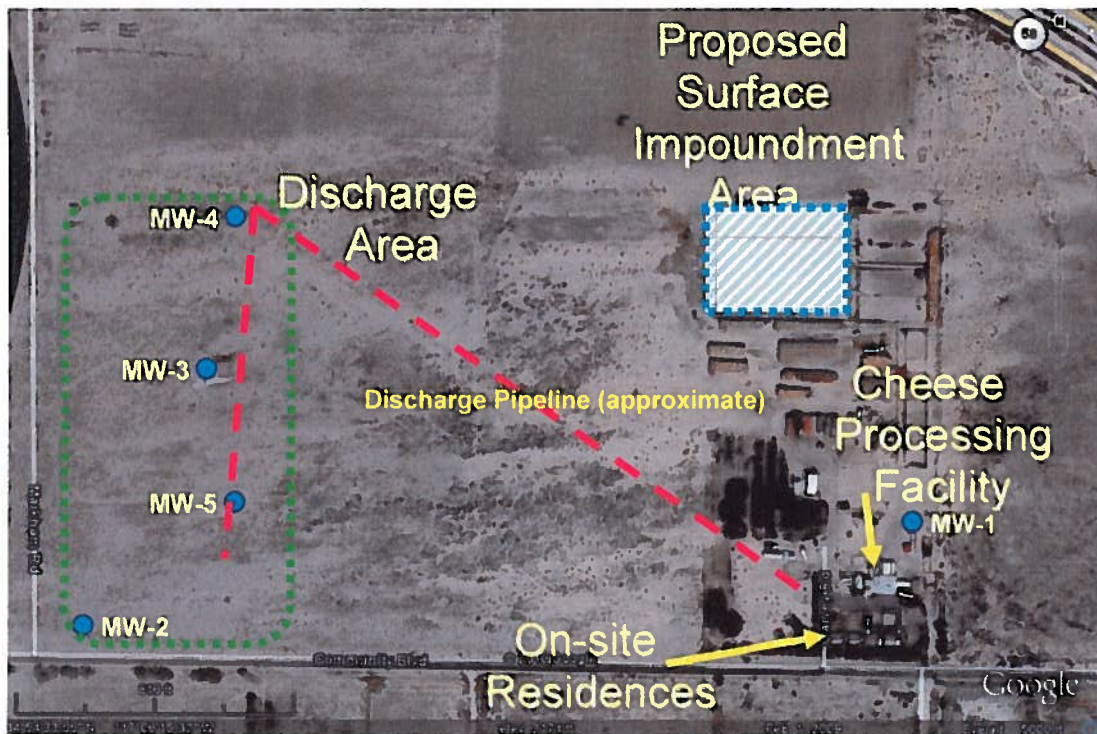 58
Proposed
Surface
Impoundment
Area
Discharge
Area
MW-4
MW-3
Discharge Pipeline (approximate)
Cheese
Processing
Facility
MW-5
MW-1
MW-2
On-site
Residences
Community Blvd
Google